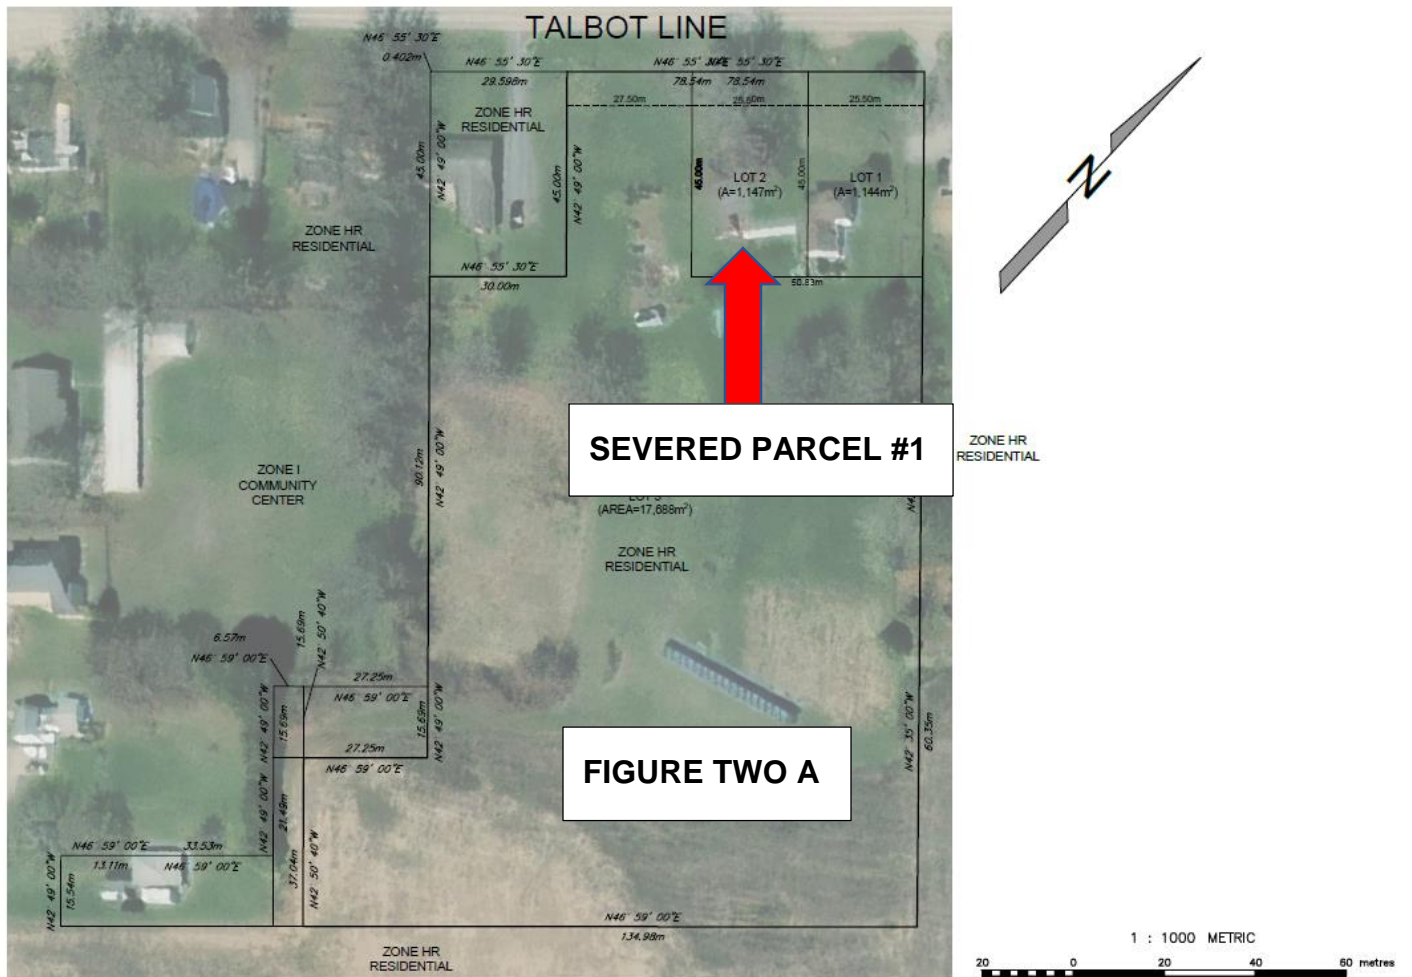 TALBOT LINE
N46° 55' 30"E
0.402m
N46° 55' 30"E
29.598m
N46° 55' 30"E 55' 30"E
78.54m 78.54m
27.50m
25.50m
25.50m
ZONE HR
RESIDENTIAL
45.00m
N42° 49' 00"W
45.00m
N42° 49' 00"W
45.00m
45.00m
LOT 2
(A=1,147m²)
LOT 1
(A=1,144m²)
ZONE HR
RESIDENTIAL
N46° 55' 30"E
30.00m
50.83m
SEVERED PARCEL #1
ZONE HR
RESIDENTIAL
90.12m
N42° 49' 00"W
ZONE I
COMMUNITY
CENTER
(AREA=17,688m²)
ZONE HR
RESIDENTIAL
6.57m
N46° 59' 00"E
15.69m
N42° 50' 40"W
27.25m
N46° 59' 00"E
N42° 49' 00"W
15.69m
15.69m
N42° 49' 00"W
27.25m
N46° 59' 00"E
N42° 35' 00"W
60.35m
FIGURE TWO A
N42° 49' 00"W
21.49m
37.04m
N42° 50' 40"W
N46° 59' 00"E 33.53m
13.11m N46° 59' 00"E
N42° 49' 00"W
15.54m
N46° 59' 00"E
134.98m
ZONE HR
RESIDENTIAL
N
1 : 1000 METRIC
20 0 20 40 60 metres